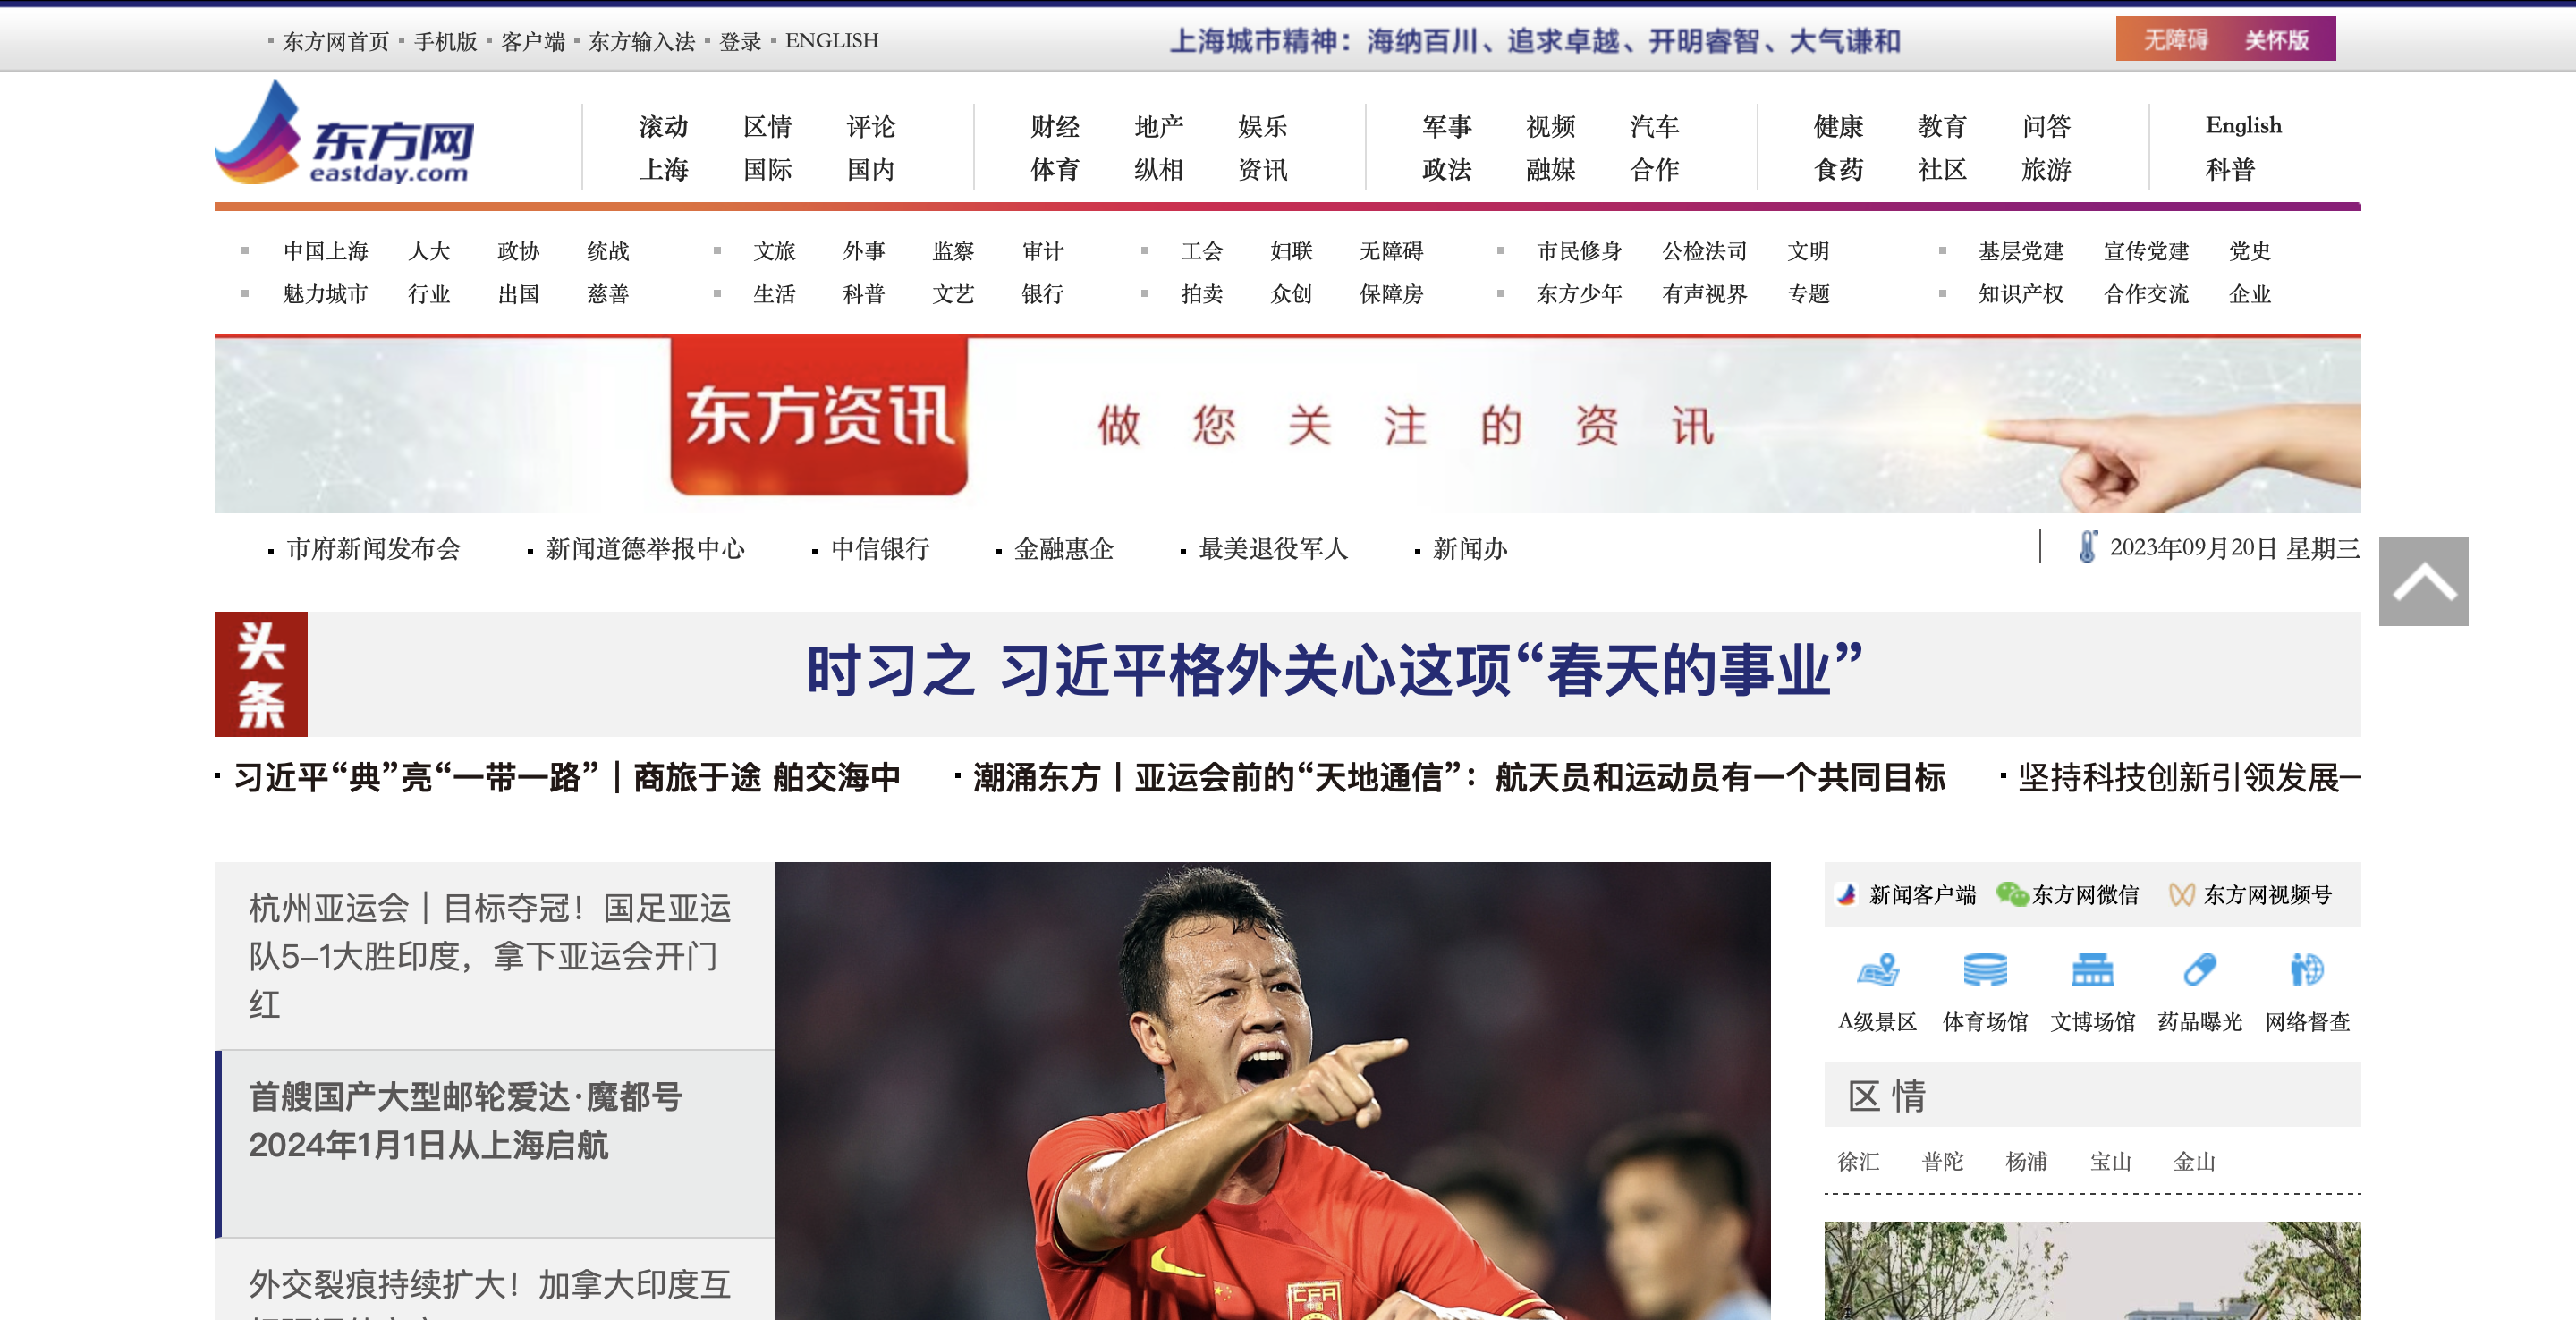 东方网首页 手机版 客户端 东方输入法 登录 ENGLISH
上海城市精神：海纳百川、追求卓越、开明睿智、大气谦和
无障碍 关怀版
东方网
eastday.com
滚动 区情 评论 财经 地产 娱乐 军事 视频 汽车 健康 教育 问答 English
上海 国际 国内 体育 纵相 资讯 政法 融媒 合作 食药 社区 旅游 科普
中国上海 人大 政协 统战 文旅 外事 监察 审计 工会 妇联 无障碍 市民修身 公检法司 文明 基层党建 宣传党建 党史
魅力城市 行业 出国 慈善 生活 科普 文艺 银行 拍卖 众创 保障房 东方少年 有声视界 专题 知识产权 合作交流 企业
东方资讯
做您关注的资讯
市府新闻发布会 新闻道德举报中心 中信银行 金融惠企 最美退役军人 新闻办
2023年09月20日 星期三
头条
时习之 习近平格外关心这项“春天的事业”
习近平“典”亮“一带一路”｜商旅于途 舶交海中
潮涌东方丨亚运会前的“天地通信”：航天员和运动员有一个共同目标
坚持科技创新引领发展—
杭州亚运会｜目标夺冠！国足亚运
队5-1大胜印度，拿下亚运会开门
红
首艘国产大型邮轮爱达·魔都号
2024年1月1日从上海启航
外交裂痕持续扩大！加拿大印度互
CFA
中国
新闻客户端 东方网微信 东方网视频号
A级景区 体育场馆 文博场馆 药品曝光 网络督查
区情
徐汇 普陀 杨浦 宝山 金山